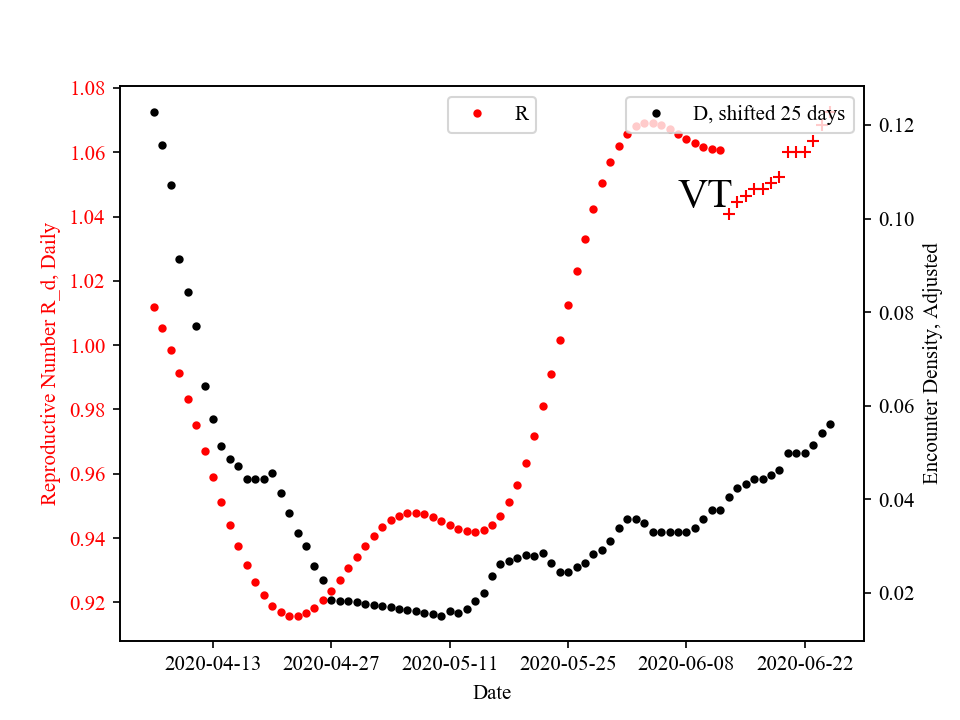 R
D, shifted 25 days
VT
Reproductive Number R_d, Daily
1.08
1.06
1.04
1.02
1.00
0.98
0.96
0.94
0.92
0.12
0.10
0.08
0.06
0.04
0.02
Encounter Density, Adjusted
2020-04-13 2020-04-27 2020-05-11 2020-05-25 2020-06-08 2020-06-22
Date